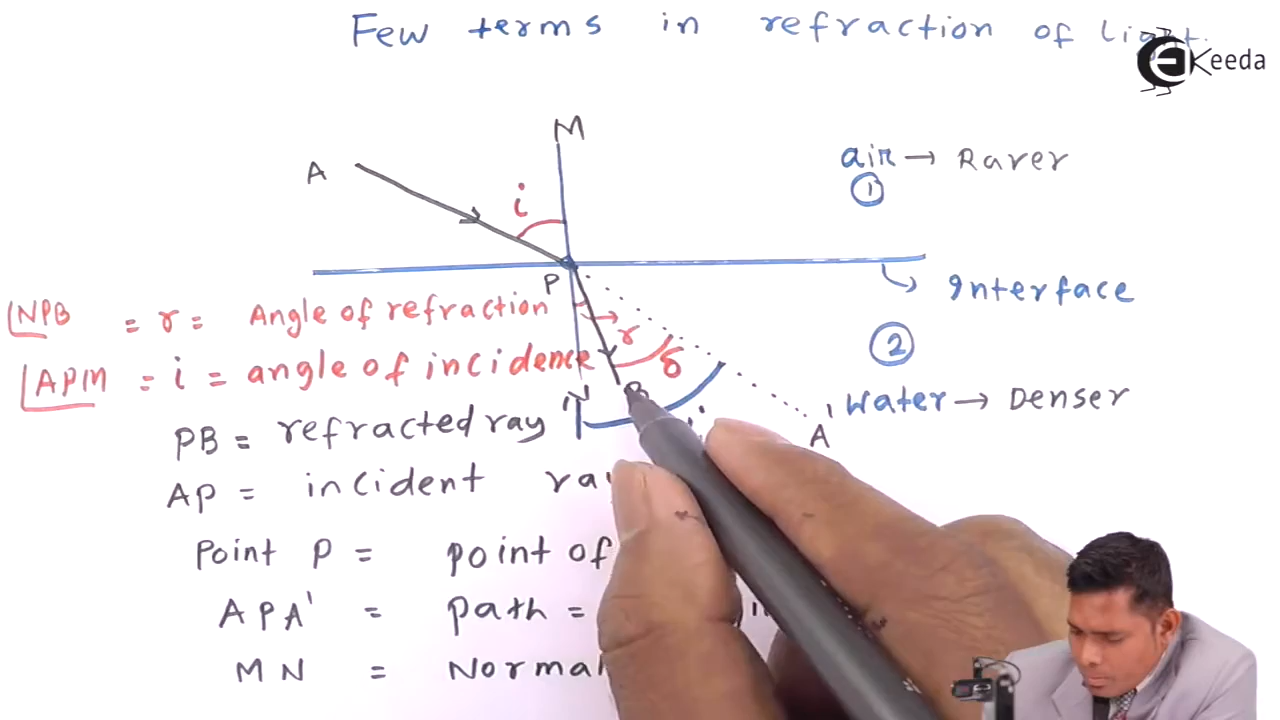 Few terms in refraction of light.
Keeda
M
A
i
air → Rarer
1
P
Interface
∠NPB = r = Angle of refraction
r
2
∠APM = i = angle of incidence
δ
N
B
A'
Water → Denser
PB = refracted ray
i
AP = incident
Point P = point of
APA' = path =
MN = Normal